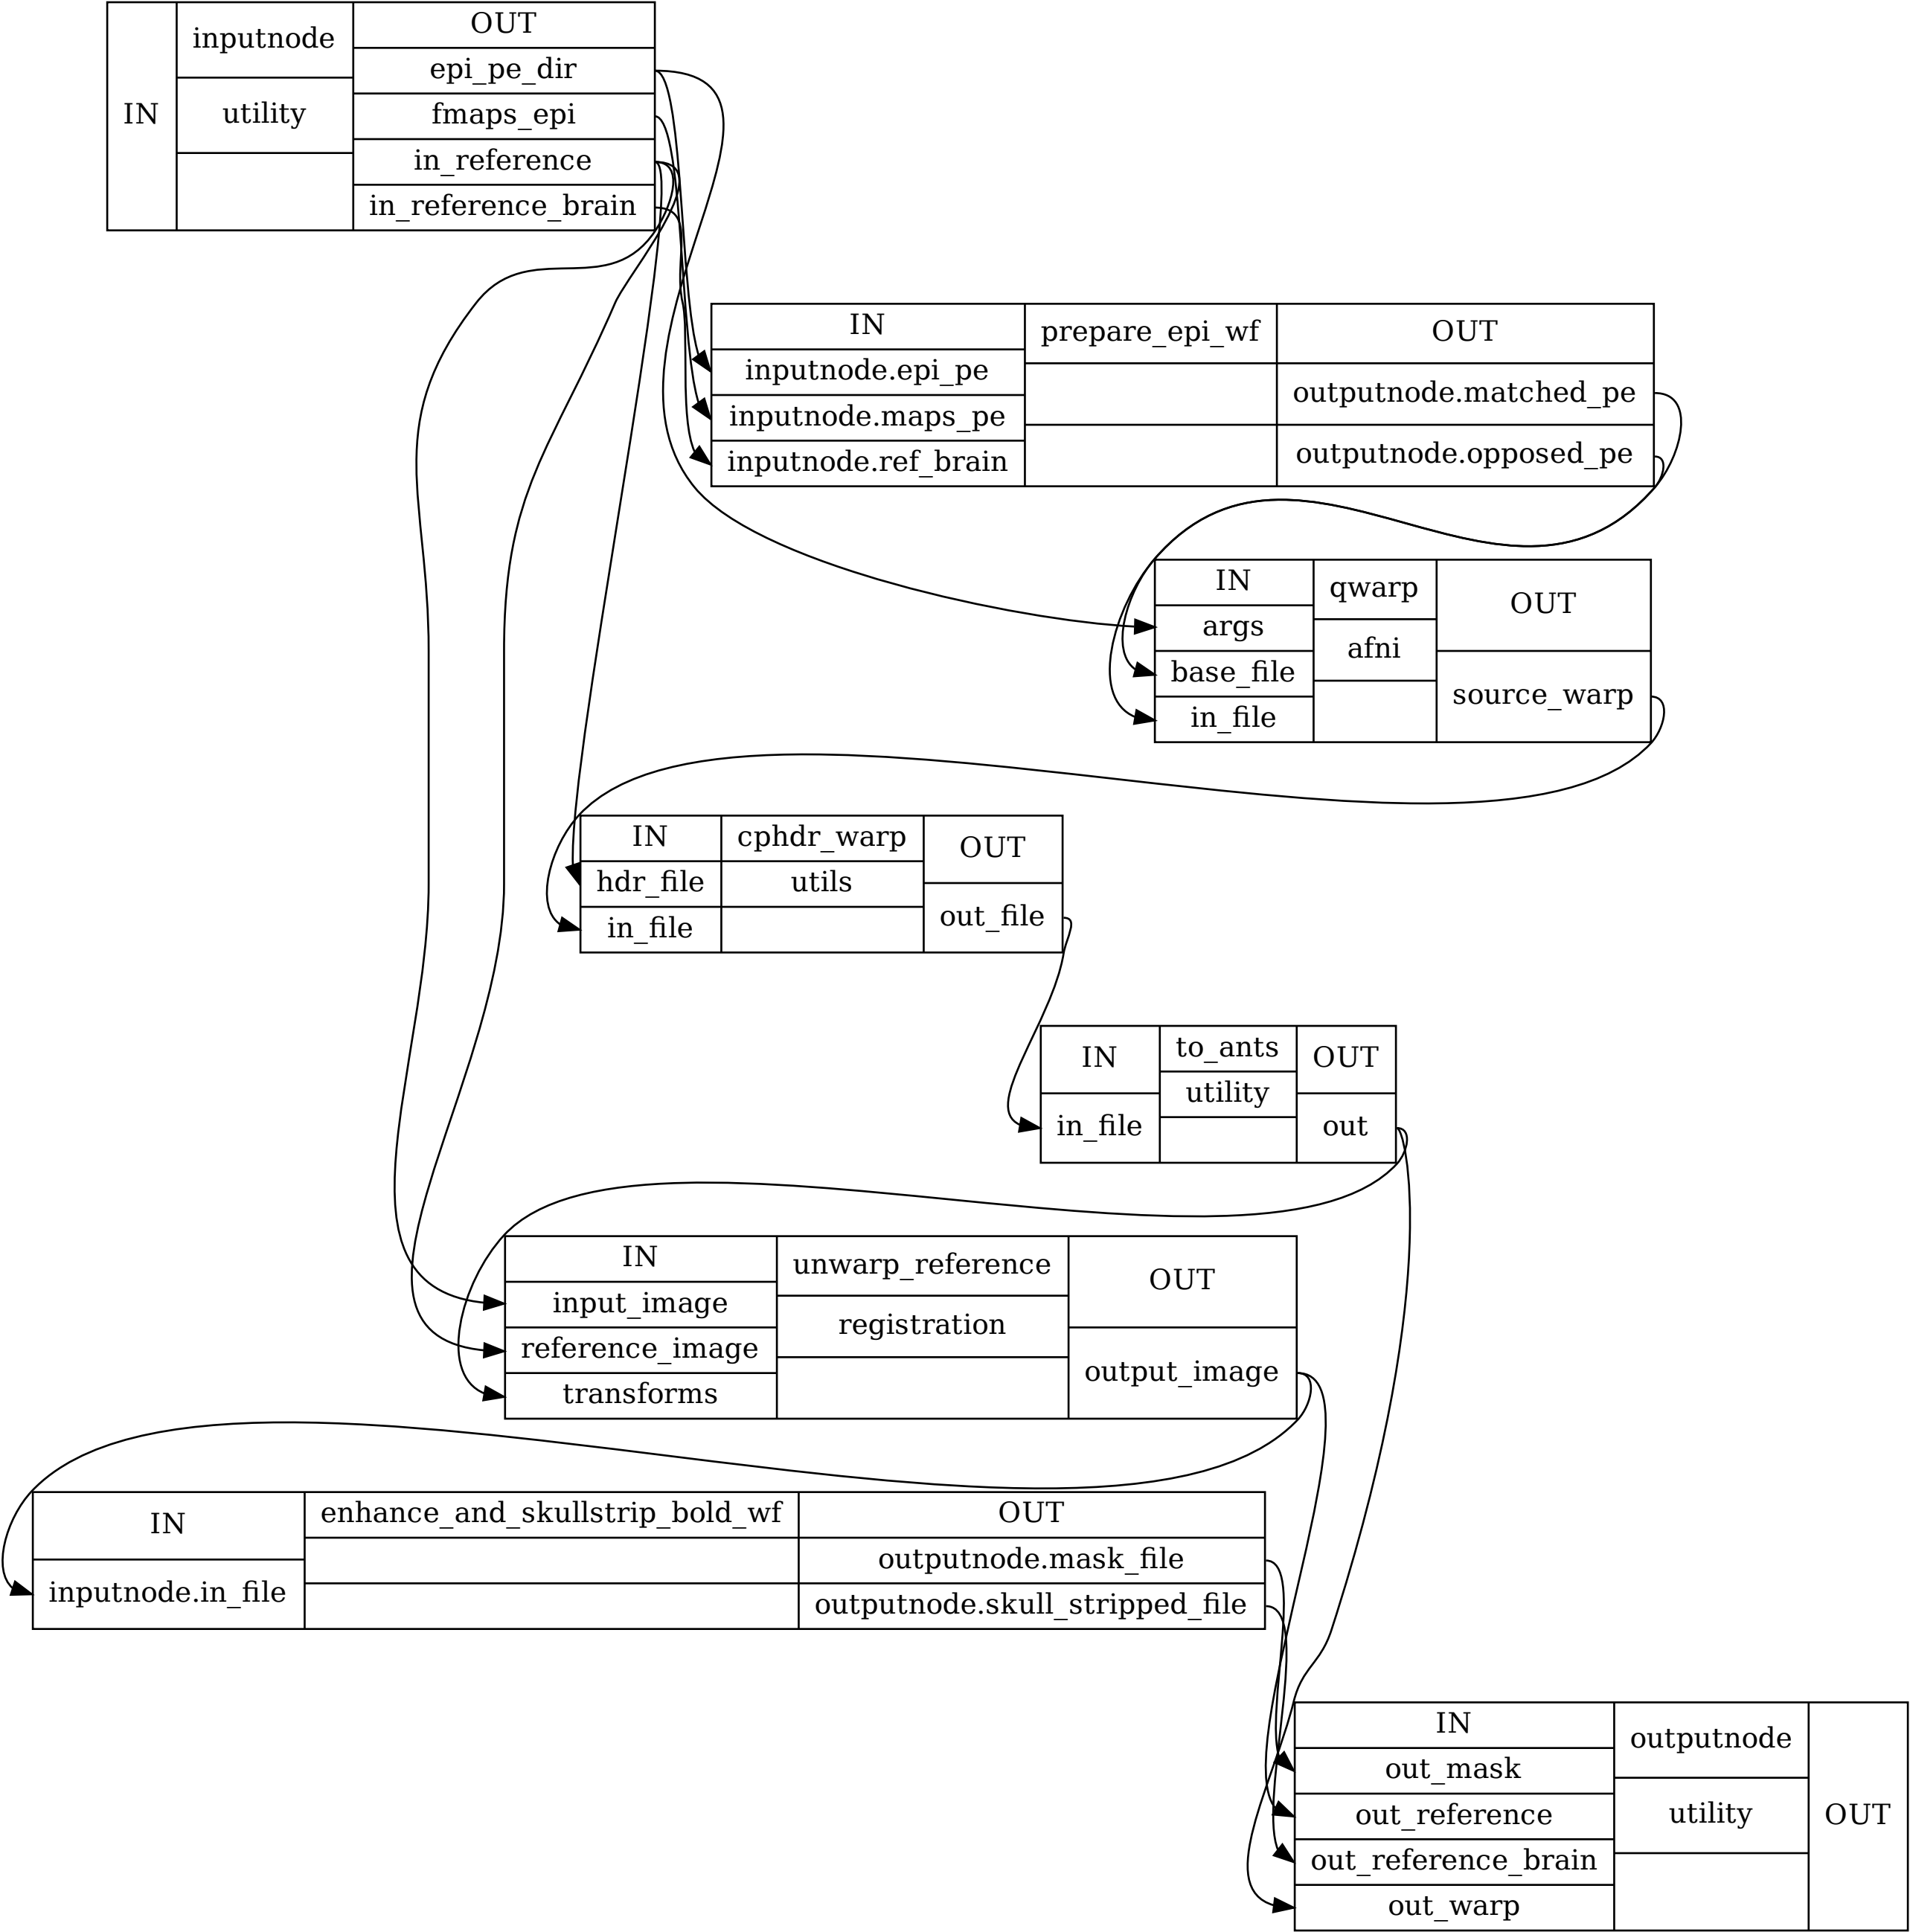 IN
inputnode
utility
OUT
epi_pe_dir
fmaps_epi
in_reference
in_reference_brain
IN
inputnode.epi_pe
inputnode.maps_pe
inputnode.ref_brain
prepare_epi_wf
OUT
outputnode.matched_pe
outputnode.opposed_pe
IN
args
base_file
in_file
qwarp
afni
OUT
source_warp
IN
hdr_file
in_file
cphdr_warp
utils
OUT
out_file
IN
in_file
to_ants
utility
OUT
out
IN
input_image
reference_image
transforms
unwarp_reference
registration
OUT
output_image
IN
inputnode.in_file
enhance_and_skullstrip_bold_wf
OUT
outputnode.mask_file
outputnode.skull_stripped_file
IN
out_mask
out_reference
out_reference_brain
out_warp
outputnode
utility
OUT